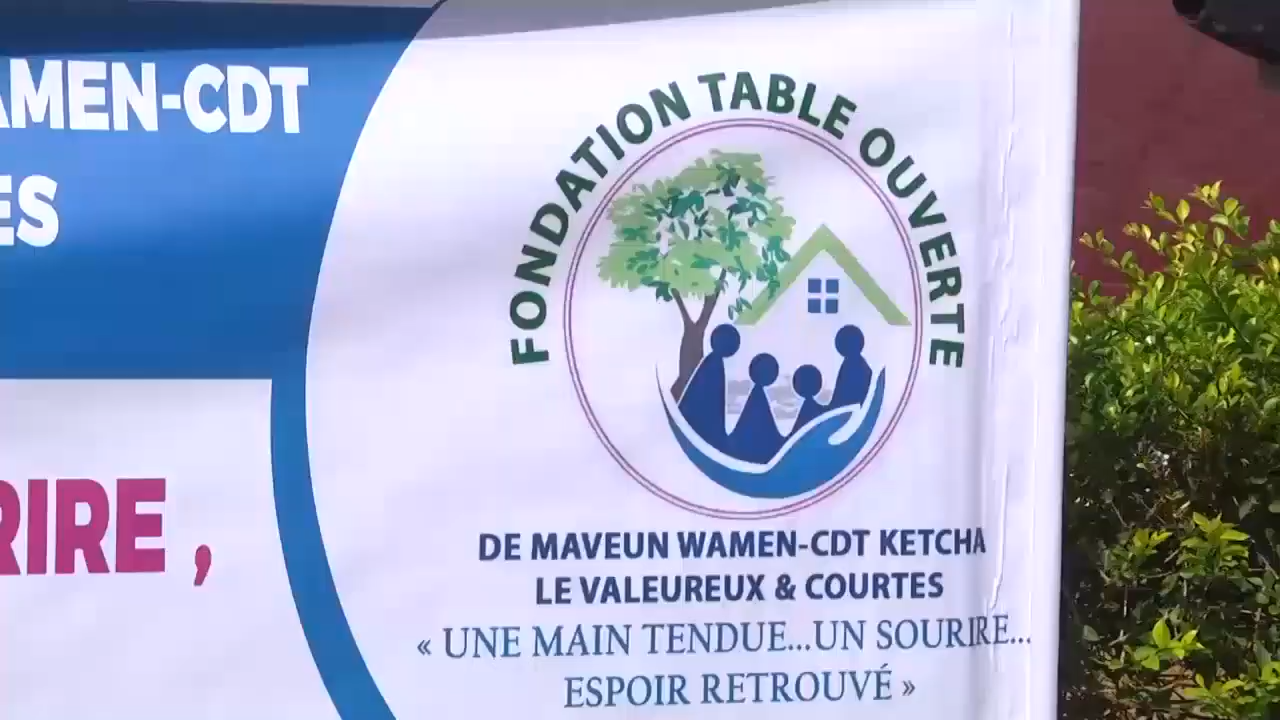 AMEN-CDT
ES
RIRE ,
FONDATION TABLE OUVERTE
DE MAVEUN WAMEN-CDT KETCHA
LE VALEUREUX & COURTES
« UNE MAIN TENDUE...UN SOURIRE...
ESPOIR RETROUVÉ »